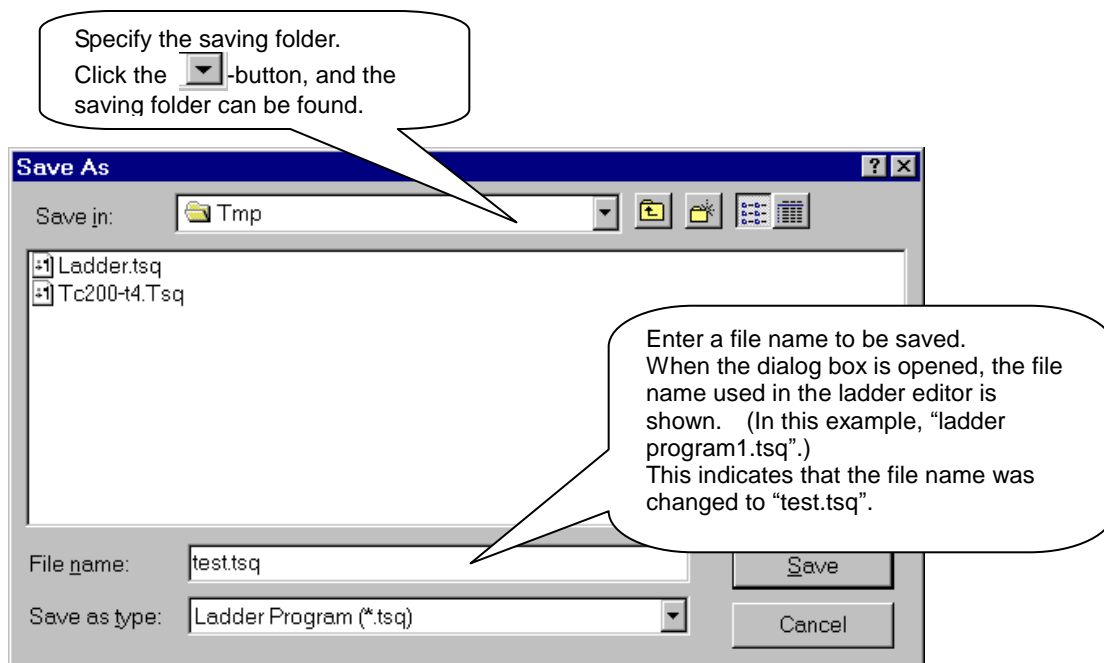 Specify the saving folder.
Click the -button, and the
saving folder can be found.
Save As
Save in:
Tmp
Ladder.tsq
Tc200-t4.Tsq
Enter a file name to be saved.
When the dialog box is opened, the file
name used in the ladder editor is
shown. (In this example, “ladder
program1.tsq”.)
This indicates that the file name was
changed to “test.tsq”.
File name:
test.tsq
Save
Save as type:
Ladder Program (*.tsq)
Cancel